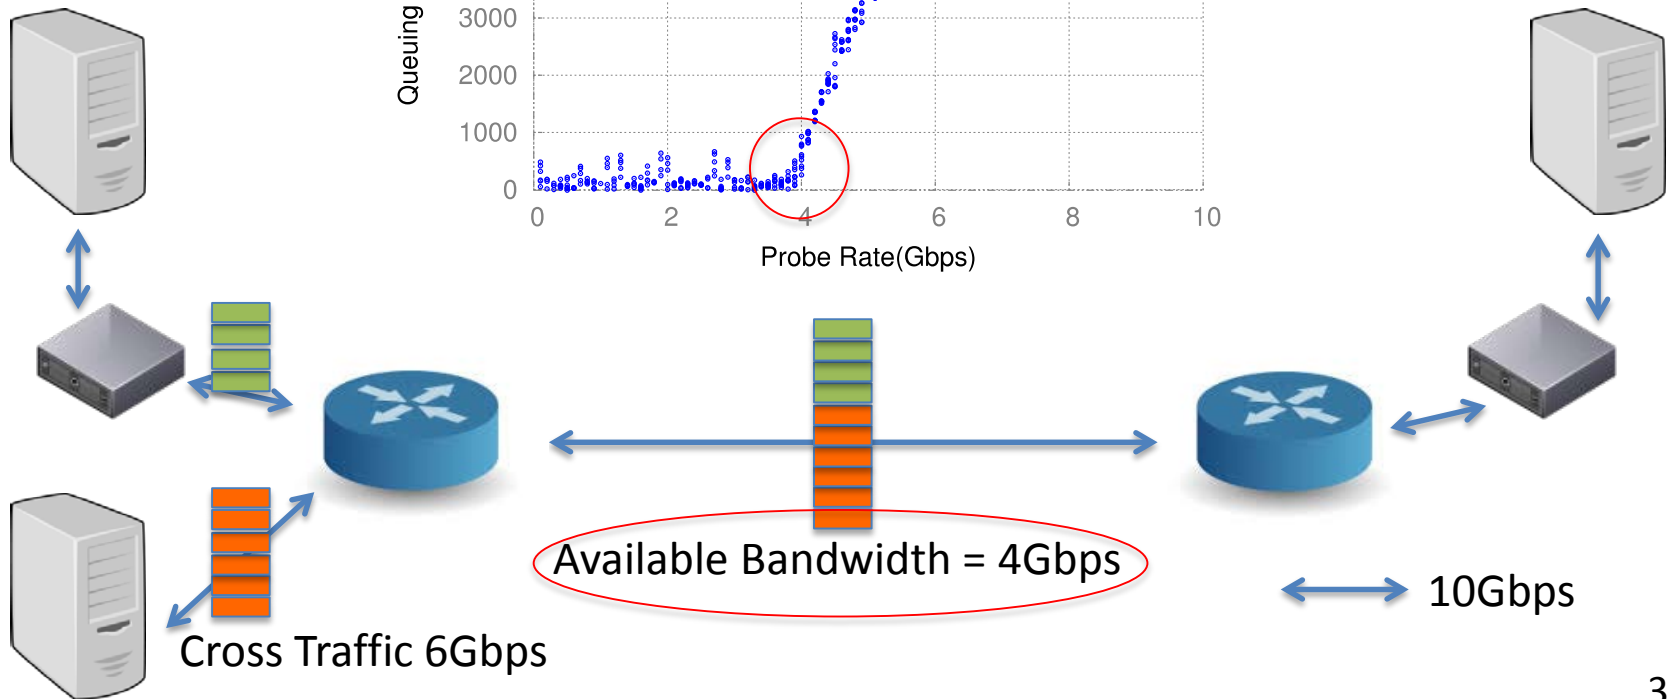 Queuing
3000
2000
1000
0
0 2 4 6 8 10
Probe Rate(Gbps)
Available Bandwidth = 4Gbps
10Gbps
Cross Traffic 6Gbps
3